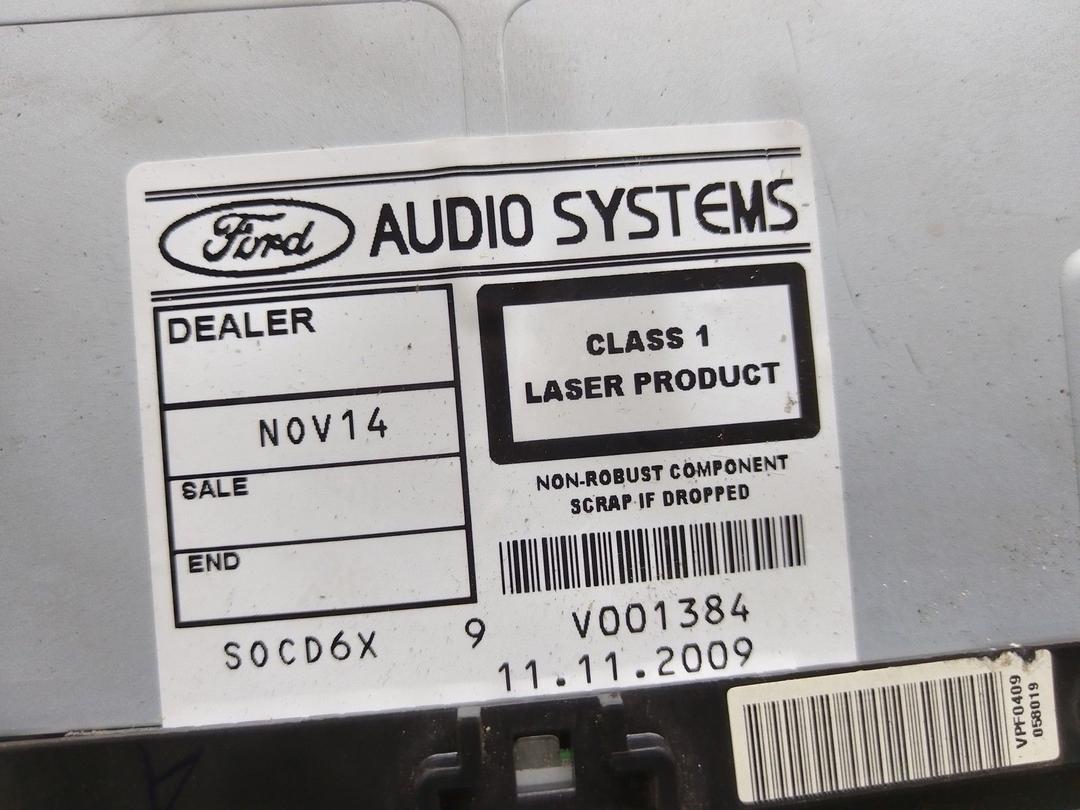 Ford AUDIO SYSTEMS
DEALER
NOV14
SALE
END
CLASS 1
LASER PRODUCT
NON-ROBUST COMPONENT
SCRAP IF DROPPED
SOCD6X 9 V001384
11.11.2009
VPF0409
058019